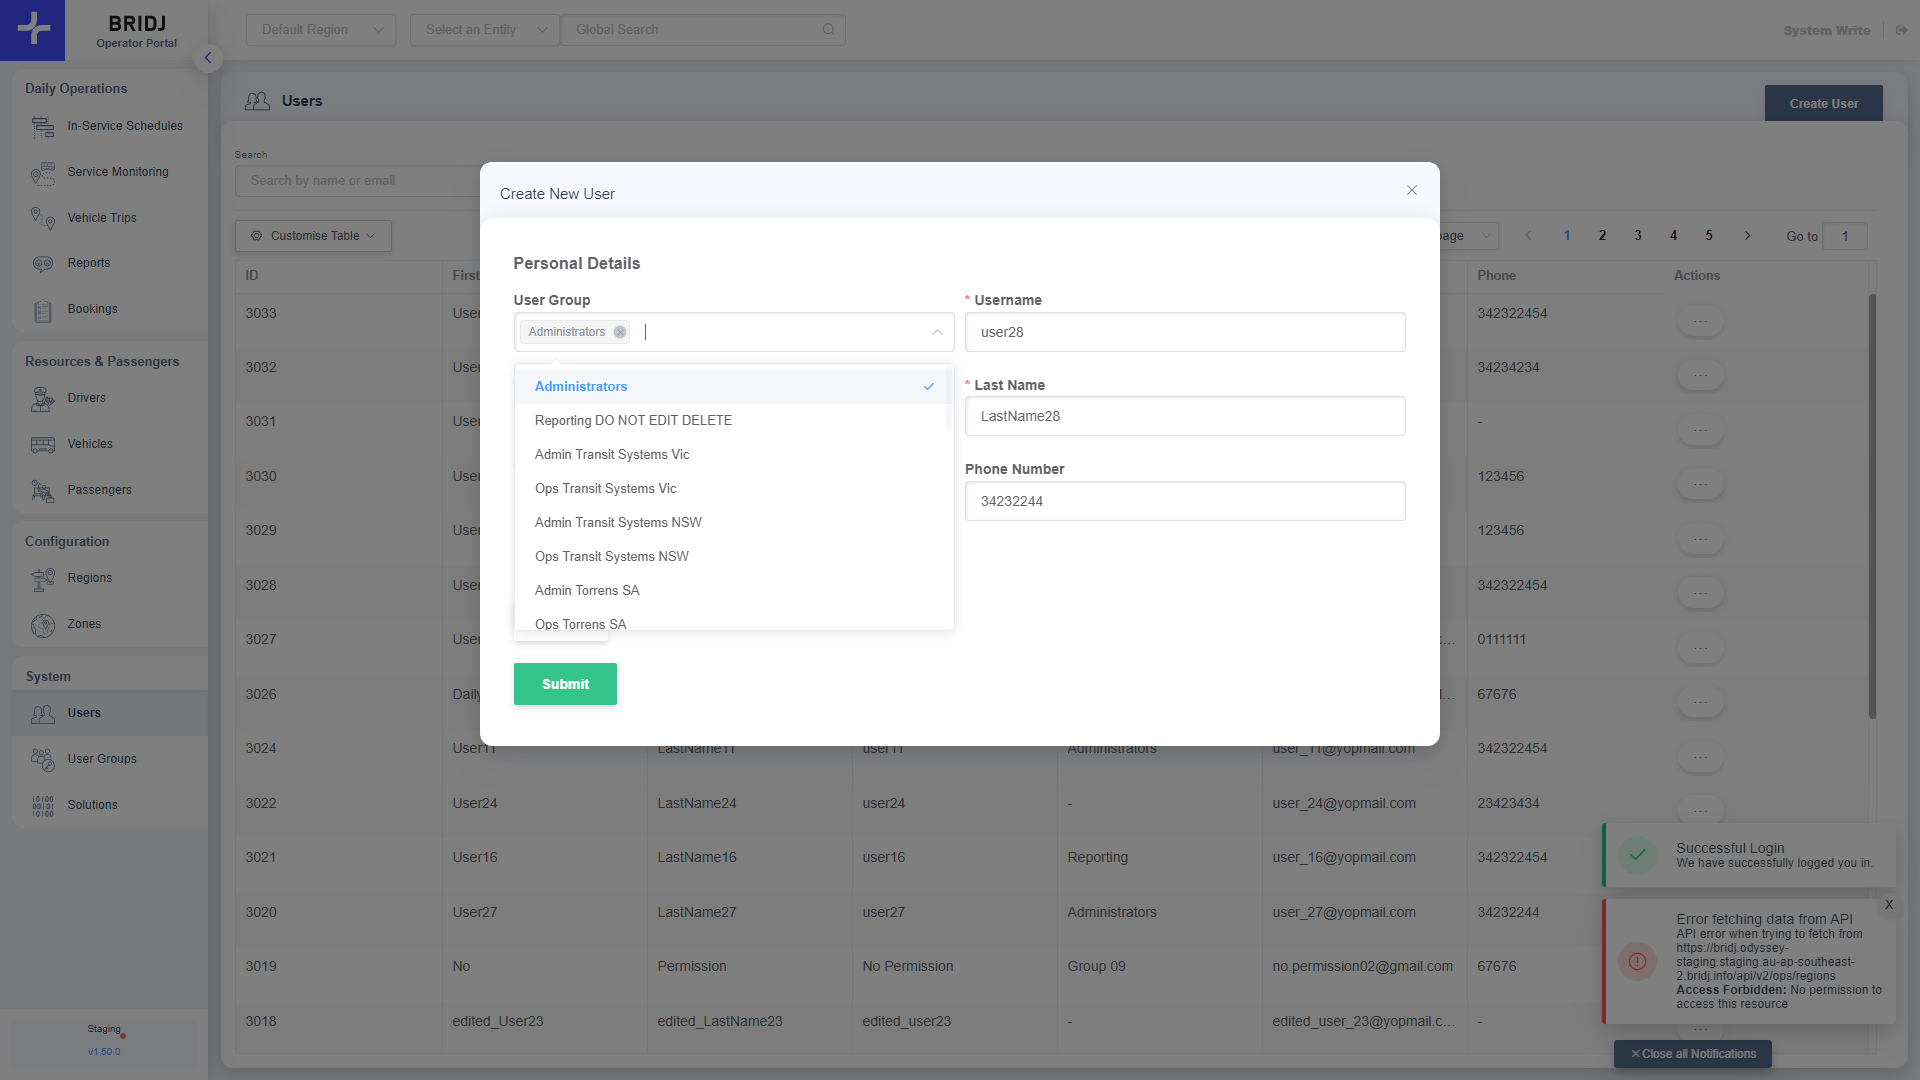 BRIDJ
Operator Portal
Default Region
Select an Entity
Global Search
System Write
Daily Operations
In-Service Schedules
Service Monitoring
Vehicle Trips
Reports
Bookings
Resources & Passengers
Drivers
Vehicles
Passengers
Configuration
Regions
Zones
System
Users
User Groups
Solutions
Staging
v1.50.0
Users
Create User
Search
Search by name or email
Customise Table
page
1
2
3
4
5
Go to
1
ID
First
Phone
Actions
3033
User
342322454
...
3032
User
34234234
...
3031
User
-
...
3030
User
123456
...
3029
User
123456
...
3028
User
342322454
...
3027
User
c...
0111111
...
3026
Daily
l...
67676
...
3024
User11
LastName11
user11
Administrators
user_11@yopmail.com
342322454
...
3022
User24
LastName24
user24
-
user_24@yopmail.com
23423434
...
3021
User16
LastName16
user16
Reporting
user_16@yopmail.com
342322454
3020
User27
LastName27
user27
Administrators
user_27@yopmail.com
34232244
3019
No
Permission
No Permission
Group 09
no.permission02@gmail.com
67676
3018
edited_User23
edited_LastName23
edited_user23
-
edited_user_23@yopmail.c...
-
...
Create New User
Personal Details
User Group
Administrators
* Username
user28
Administrators
Reporting DO NOT EDIT DELETE
Admin Transit Systems Vic
Ops Transit Systems Vic
Admin Transit Systems NSW
Ops Transit Systems NSW
Admin Torrens SA
Ops Torrens SA
* Last Name
LastName28
Phone Number
34232244
Submit
Successful Login
We have successfully logged you in.
X
Error fetching data from API
API error when trying to fetch from
https://bridj.odyssey-
staging.staging.au-ap-southeast-
2.bridj.info/api/v2/ops/regions
Access Forbidden: No permission to
access this resource
Close all Notifications